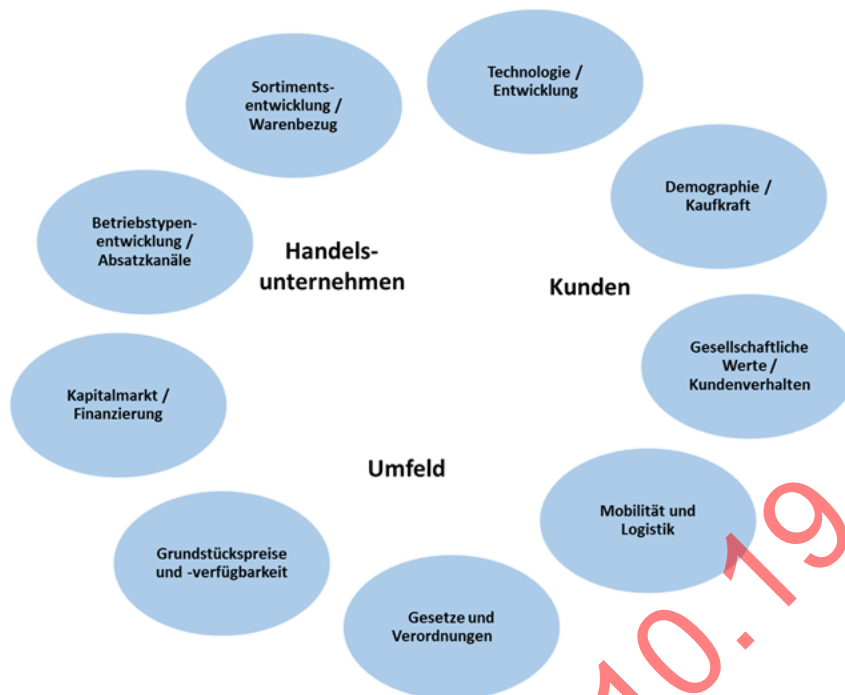 Technologie /
Entwicklung
Sortiments-
entwicklung /
Warenbezug
Demographie /
Kaufkraft
Betriebstypen-
entwicklung /
Absatzkanäle
Handels-
unternehmen
Kunden
Gesellschaftliche
Werte /
Kundenverhalten
Kapitalmarkt /
Finanzierung
Umfeld
Mobilität und
Logistik
Grundstückspreise
und -verfügbarkeit
Gesetze und
Verordnungen
10.19